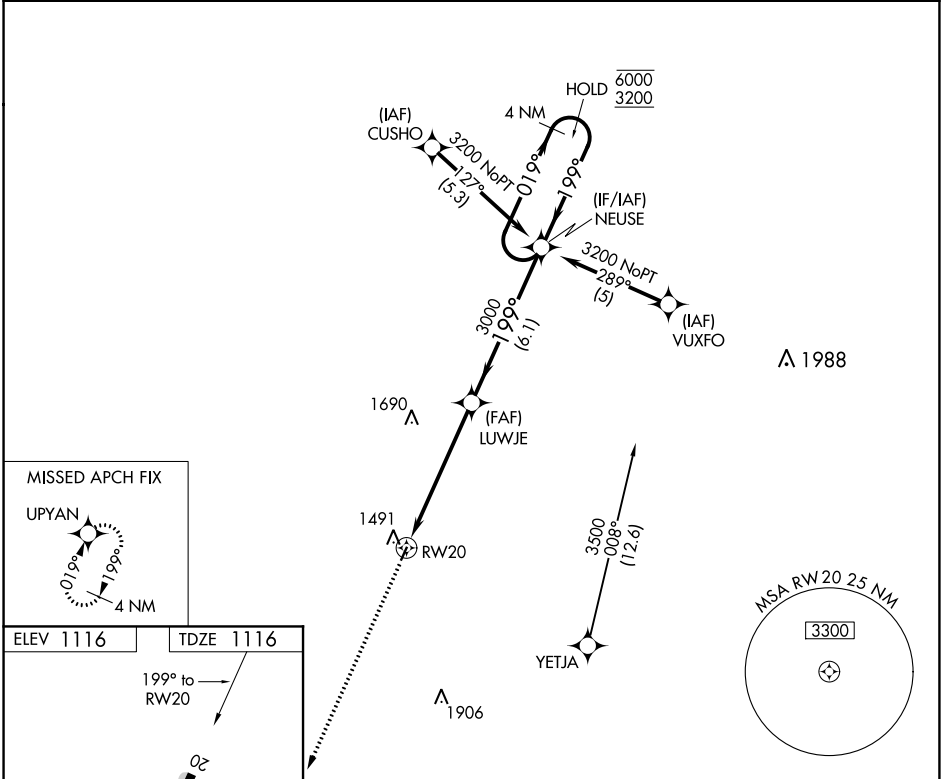 HOLD 6000
3200
4 NM
(IAF)
CUSHO
3200 NoPT
127°
(5.3)
019°
199°
(IF/IAF)
NEUSE
3200 NoPT
289°
(5)
(IAF)
VUXFO
3000
199°
(6.1)
1988
1690
(FAF)
LUWJE
MISSED APCH FIX
UPYAN
019°
199°
4 NM
1491
RW20
3500
008°
(12.6)
YETJA
MSA RW20 25 NM
3300
ELEV 1116
TDZE 1116
199° to
RW20
20
1906